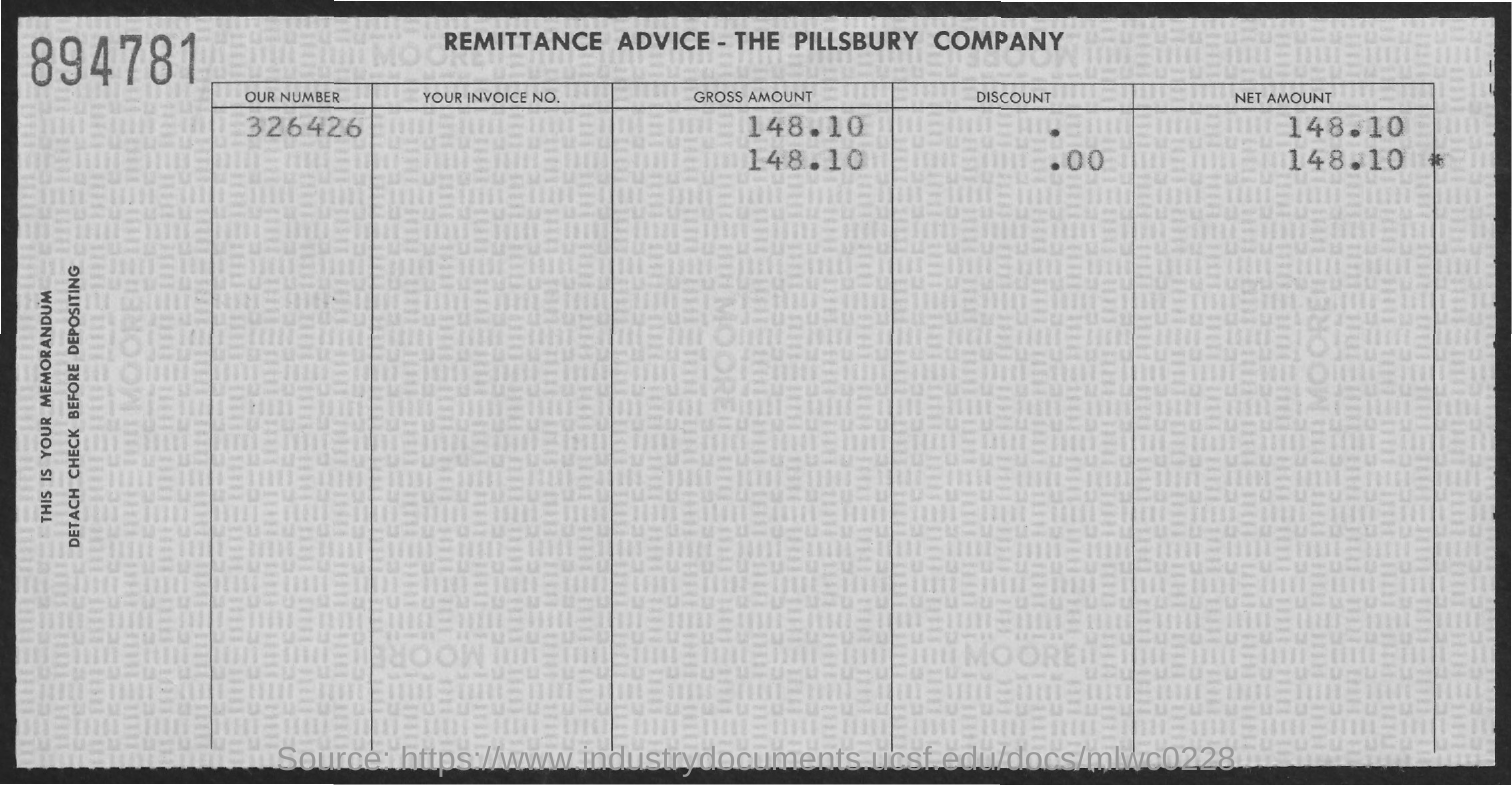 894781
REMITTANCE ADVICE - THE PILLSBURY COMPANY
OUR NUMBER YOUR INVOICE NO. GROSS AMOUNT DISCOUNT NET AMOUNT
326426 148.10 . 148.10
148.10 .00 148.10 *
THIS IS YOUR MEMORANDUM
DETACH CHECK BEFORE DEPOSITING
MOORE MOORE
MOORE MOORE MOORE
MOORE MOORE
Source: https://www.industrydocuments.ucsf.edu/docs/mlwc0228